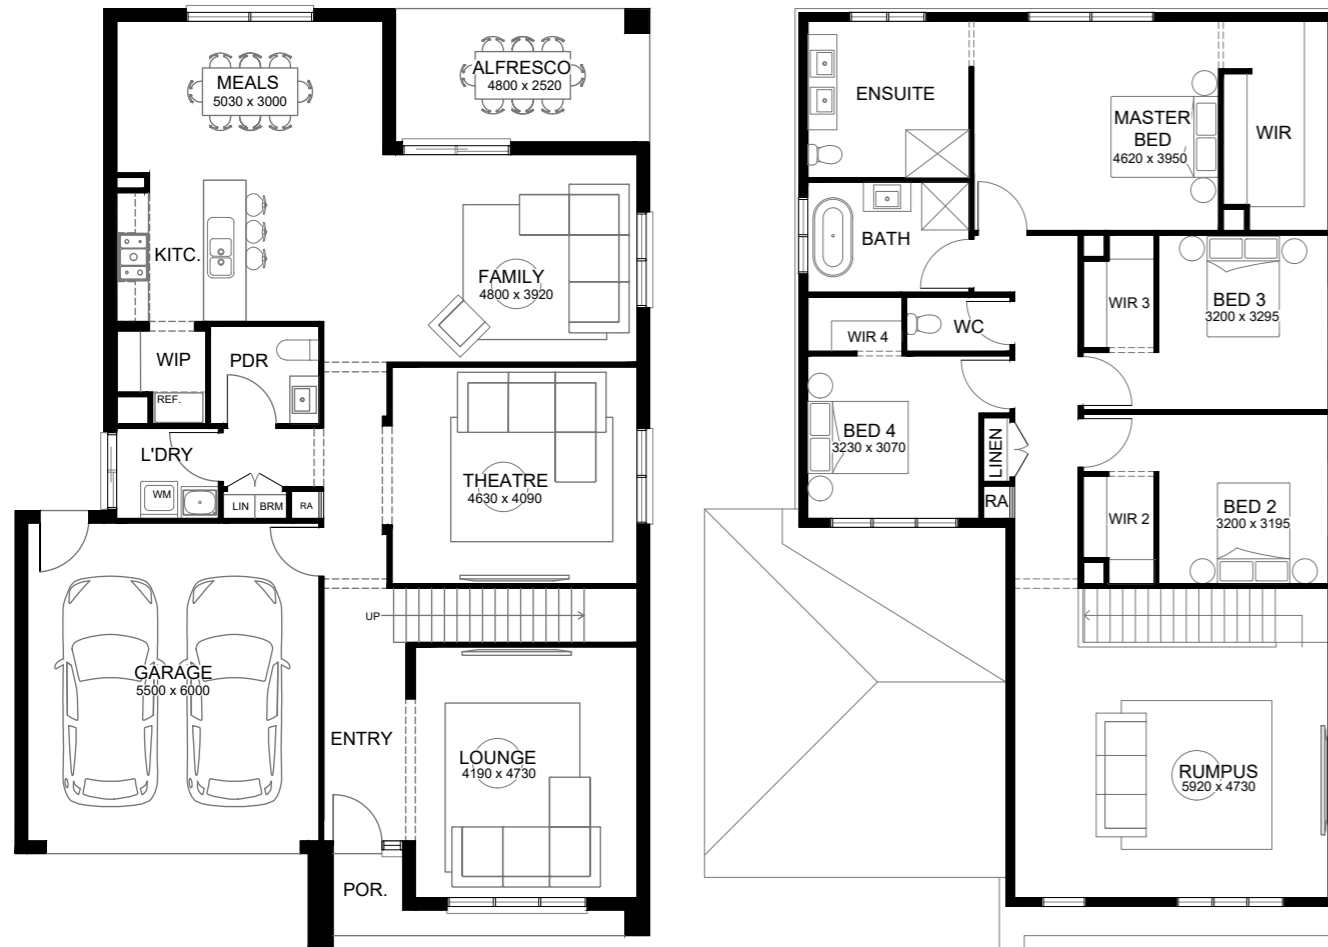 MEALS
5030 x 3000
ALFRESCO
4800 x 2520
KITC.
FAMILY
4800 x 3920
WIP
PDR
REF.
L'DRY
WM
LIN
BRM
RA
THEATRE
4630 x 4090
UP
GARAGE
5500 x 6000
ENTRY
LOUNGE
4190 x 4730
POR.
ENSUITE
MASTER
BED
4620 x 3950
WIR
BATH
WIR 3
BED 3
3200 x 3295
WC
WIR 4
BED 4
3230 x 3070
LINEN
RA
WIR 2
BED 2
3200 x 3195
RUMPUS
5920 x 4730